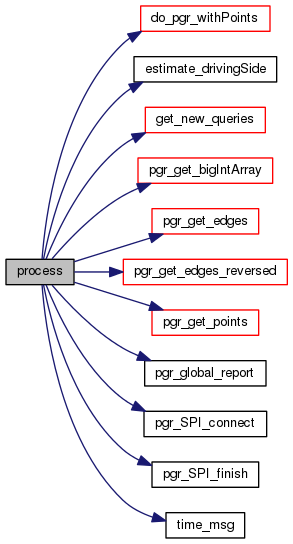 do_pgr_withPoints
estimate_drivingSide
get_new_queries
pgr_get_bigIntArray
pgr_get_edges
process
pgr_get_edges_reversed
pgr_get_points
pgr_global_report
pgr_SPI_connect
pgr_SPI_finish
time_msg